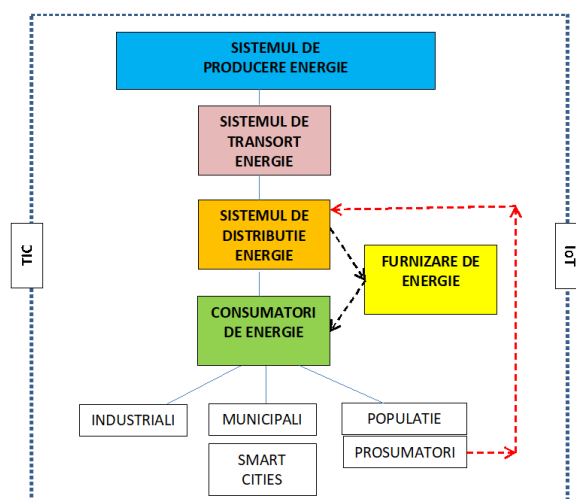 SISTEMUL DE
PRODUCERE ENERGIE
SISTEMUL DE
TRANSORT
ENERGIE
SISTEMUL DE
DISTRIBUTIE
ENERGIE
TIC
IoT
FURNIZARE DE
ENERGIE
CONSUMATORI
DE ENERGIE
INDUSTRIALI
MUNICIPALI
POPULATIE
PROSUMATORI
SMART
CITIES